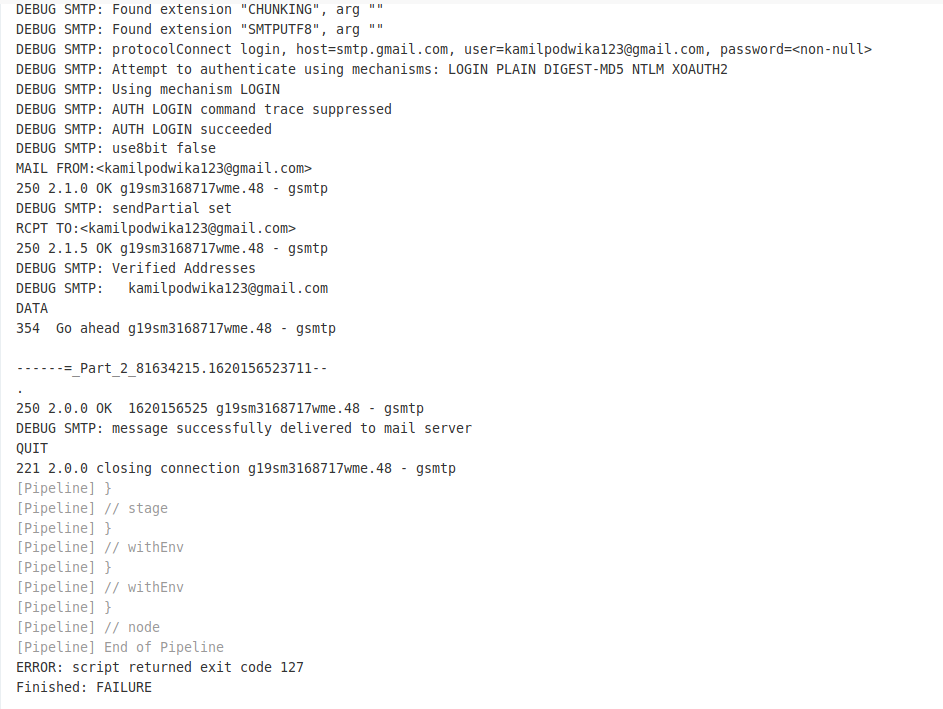 DEBUG SMTP: Found extension "CHUNKING", arg ""
DEBUG SMTP: Found extension "SMTPUTF8", arg ""
DEBUG SMTP: protocolConnect login, host=smtp.gmail.com, user=kamilpodwika123@gmail.com, password=<non-null>
DEBUG SMTP: Attempt to authenticate using mechanisms: LOGIN PLAIN DIGEST-MD5 NTLM XOAUTH2
DEBUG SMTP: Using mechanism LOGIN
DEBUG SMTP: AUTH LOGIN command trace suppressed
DEBUG SMTP: AUTH LOGIN succeeded
DEBUG SMTP: use8bit false
MAIL FROM:<kamilpodwika123@gmail.com>
250 2.1.0 OK g19sm3168717wme.48 - gsmtp
DEBUG SMTP: sendPartial set
RCPT TO:<kamilpodwika123@gmail.com>
250 2.1.5 OK g19sm3168717wme.48 - gsmtp
DEBUG SMTP: Verified Addresses
DEBUG SMTP:   kamilpodwika123@gmail.com
DATA
354  Go ahead g19sm3168717wme.48 - gsmtp

------=_Part_2_81634215.1620156523711--
.
250 2.0.0 OK  1620156525 g19sm3168717wme.48 - gsmtp
DEBUG SMTP: message successfully delivered to mail server
QUIT
221 2.0.0 closing connection g19sm3168717wme.48 - gsmtp
[Pipeline] }
[Pipeline] // stage
[Pipeline] }
[Pipeline] // withEnv
[Pipeline] }
[Pipeline] // withEnv
[Pipeline] }
[Pipeline] // node
[Pipeline] End of Pipeline
ERROR: script returned exit code 127
Finished: FAILURE